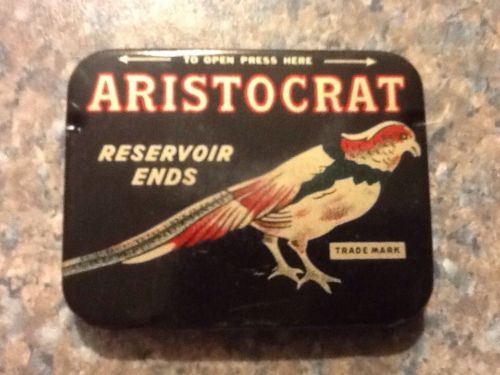 TO OPEN PRESS HERE
ARISTOCRAT
RESERVOIR
ENDS
TRADE MARK